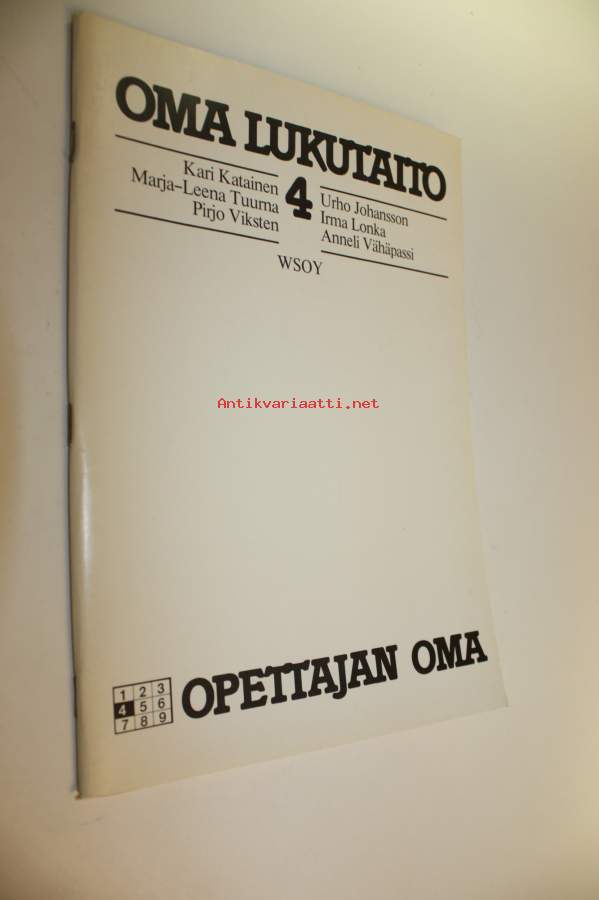 OMA LUKUTAITO
4
Kari Katainen
Marja-Leena Tuurna
Pirjo Viksten
Urho Johansson
Irma Lonka
Anneli Vähäpassi
WSOY
Antikvariaatti.net
1 2 3
4 5 6
7 8 9
OPETTAJAN OMA